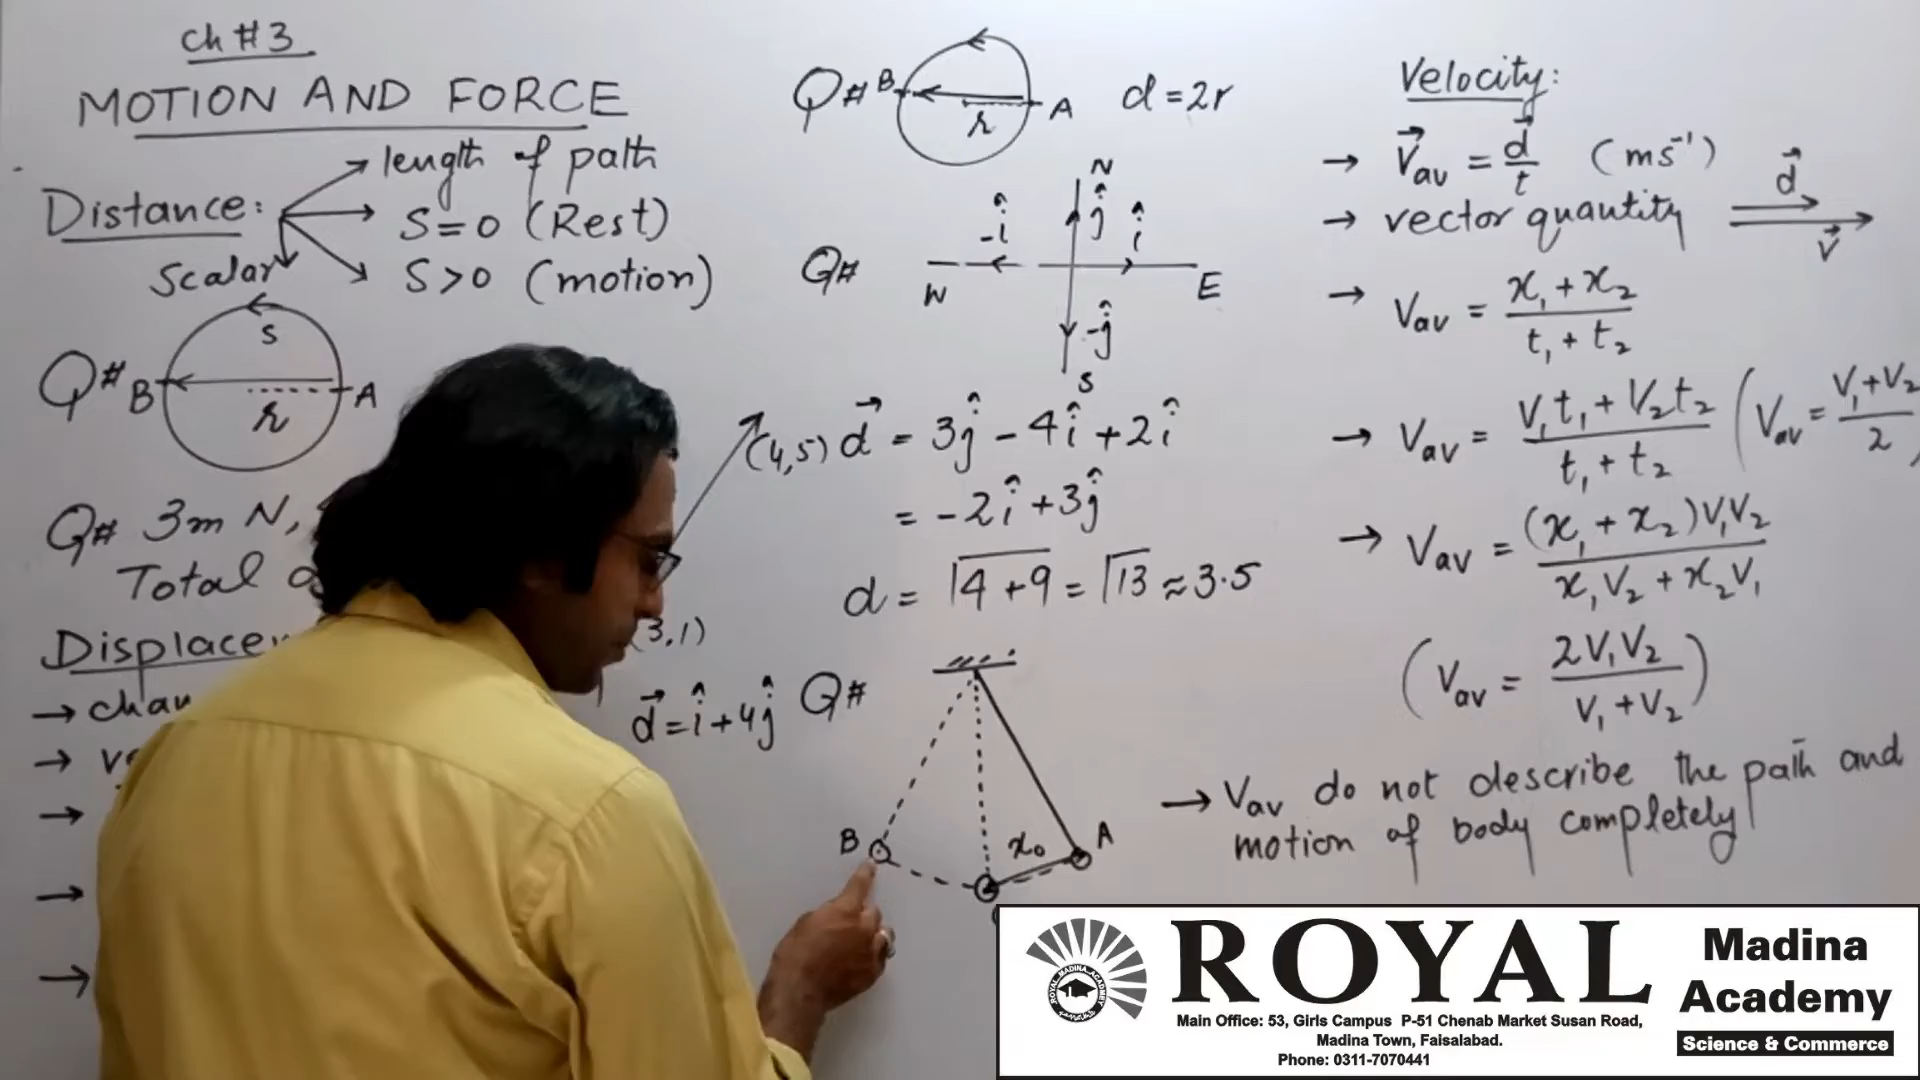 Ch # 3
MOTION AND FORCE
Distance:
length of path
S = 0 (Rest)
S > 0 (motion)
Scalar
Q# B S r A
Q# 3m N,
Total
Displace
→ chan
→ v
→
→
→
(4,5)
(3,1)
d⃗ = î + 4ĵ
Q# B r A d = 2r
Q# N ĵ î E -î W -ĵ S
d⃗ = 3ĵ - 4î + 2î
= -2î + 3ĵ
d = √4+9 = √13 ≈ 3.5
Q#
B x₀ A
Velocity:
→ V⃗av = d⃗/t (ms⁻¹)
→ vector quantity d⃗ v⃗
→ Vav = x₁ + x₂ / t₁ + t₂
→ Vav = V₁t₁ + V₂t₂ / t₁ + t₂ (Vav = V₁+V₂ / 2)
→ Vav = (x₁ + x₂)V₁V₂ / x₁V₂ + x₂V₁
(Vav = 2V₁V₂ / V₁+V₂)
→ Vav do not describe the path and
motion of body completely
ROYAL MADINA ACADMEY
ROYAL
Main Office: 53, Girls Campus P-51 Chenab Market Susan Road,
Madina Town, Faisalabad.
Phone: 0311-7070441
Madina
Academy
Science & Commerce